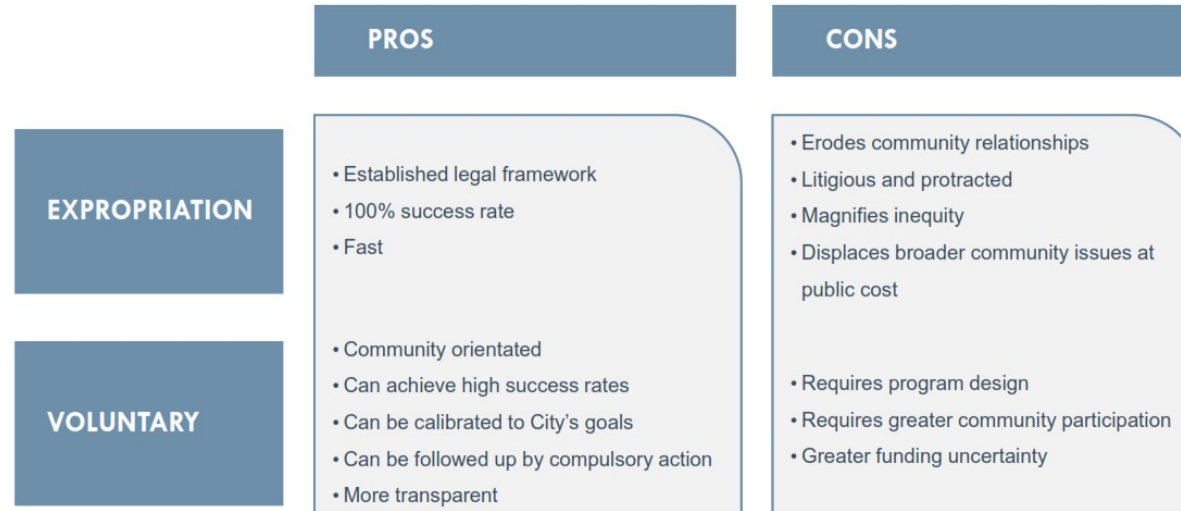 PROS
CONS
EXPROPRIATION
• Established legal framework
• 100% success rate
• Fast
• Erodes community relationships
• Litigious and protracted
• Magnifies inequity
• Displaces broader community issues at
public cost
VOLUNTARY
• Community orientated
• Can achieve high success rates
• Can be calibrated to City's goals
• Can be followed up by compulsory action
• More transparent
• Requires program design
• Requires greater community participation
• Greater funding uncertainty